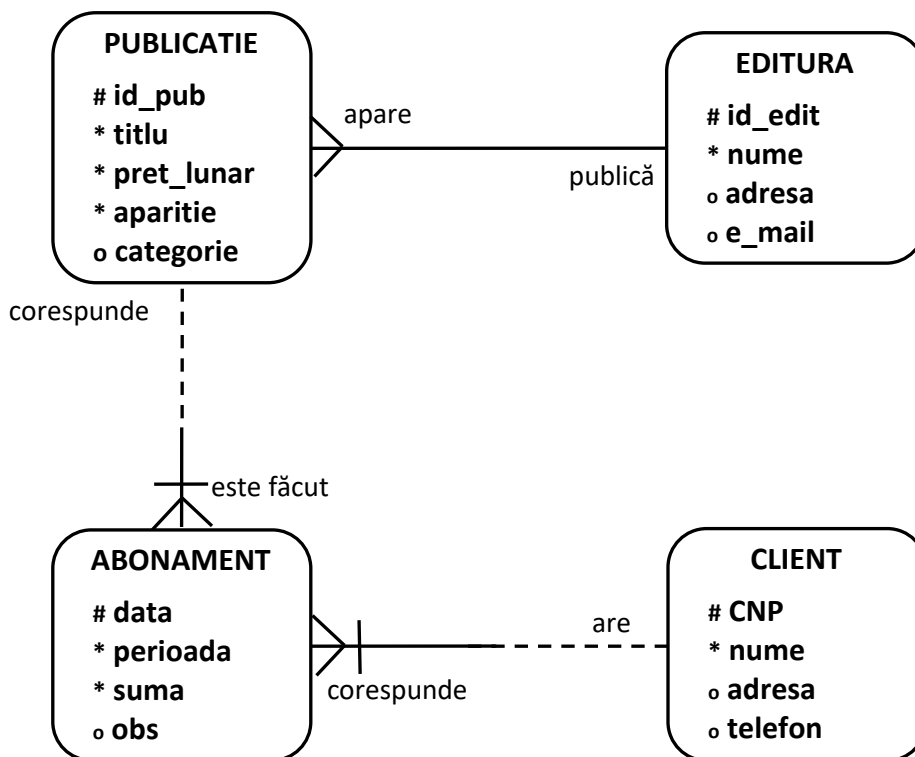 PUBLICATIE
# id_pub
* titlu
* pret_lunar
* aparitie
o categorie
apare
publică
EDITURA
# id_edit
* nume
o adresa
o e_mail
corespunde
este făcut
ABONAMENT
# data
* perioada
* suma
o obs
corespunde
are
CLIENT
# CNP
* nume
o adresa
o telefon